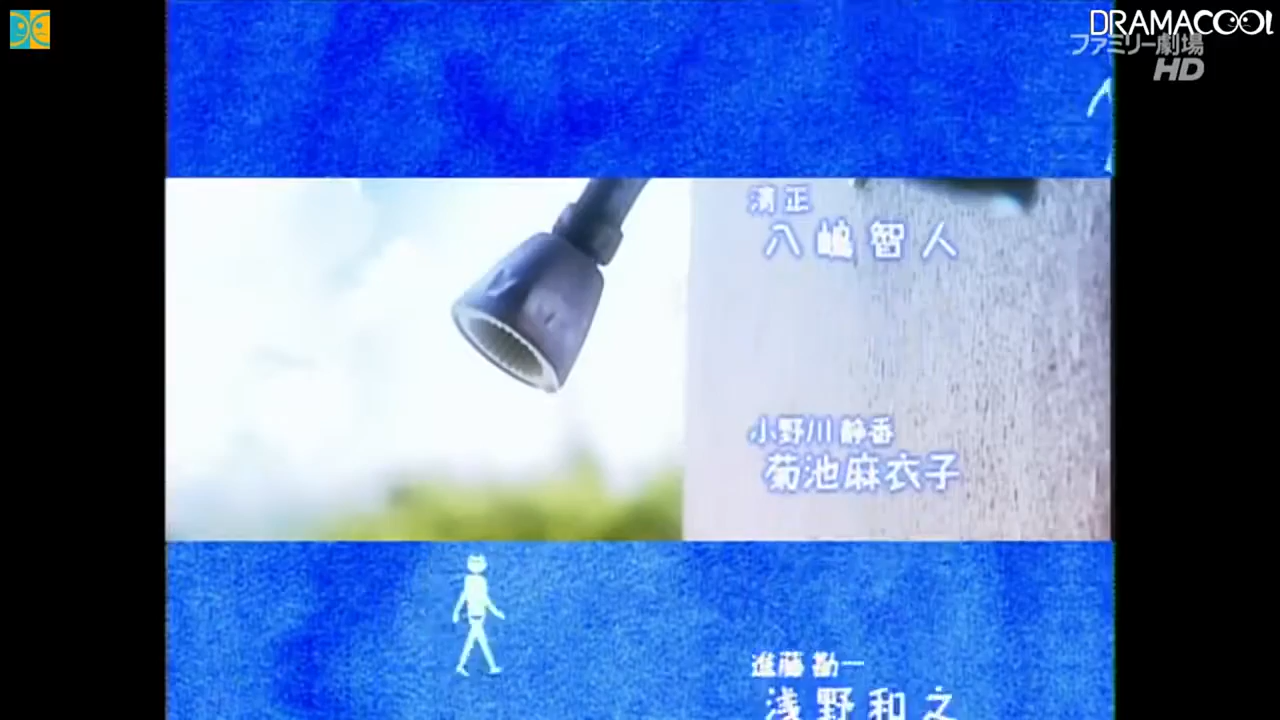 DRAMACOOL
ファミリー劇場
HD
清正
八嶋智人
小野川 静香
菊池麻衣子
進藤 勘一
浅野和之